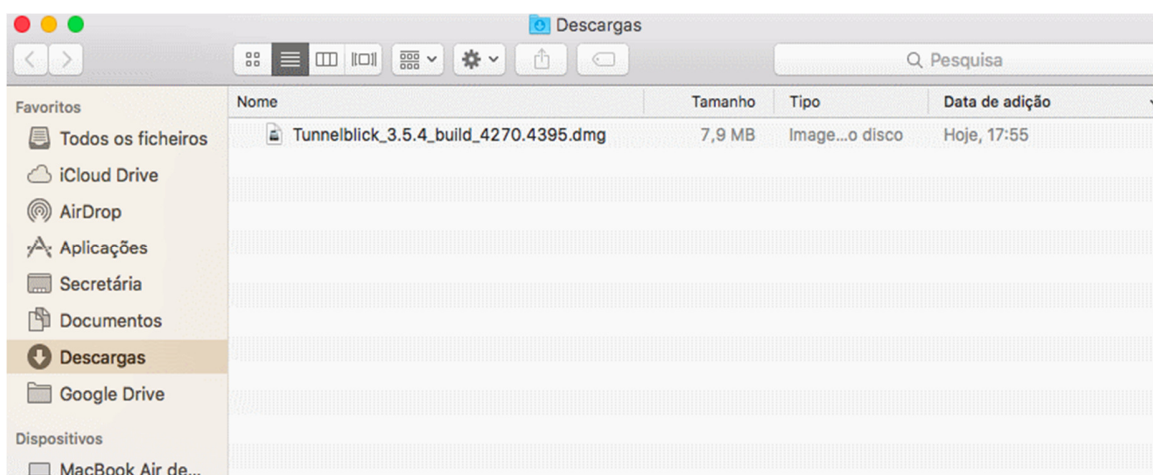 Descargas
Pesquisa
Favoritos
Todos os ficheiros
iCloud Drive
AirDrop
Aplicações
Secretária
Documentos
Descargas
Google Drive
Dispositivos
MacBook Air de...
Nome Tamanho Tipo Data de adição
Tunnelblick_3.5.4_build_4270.4395.dmg 7,9 MB Image...o disco Hoje, 17:55